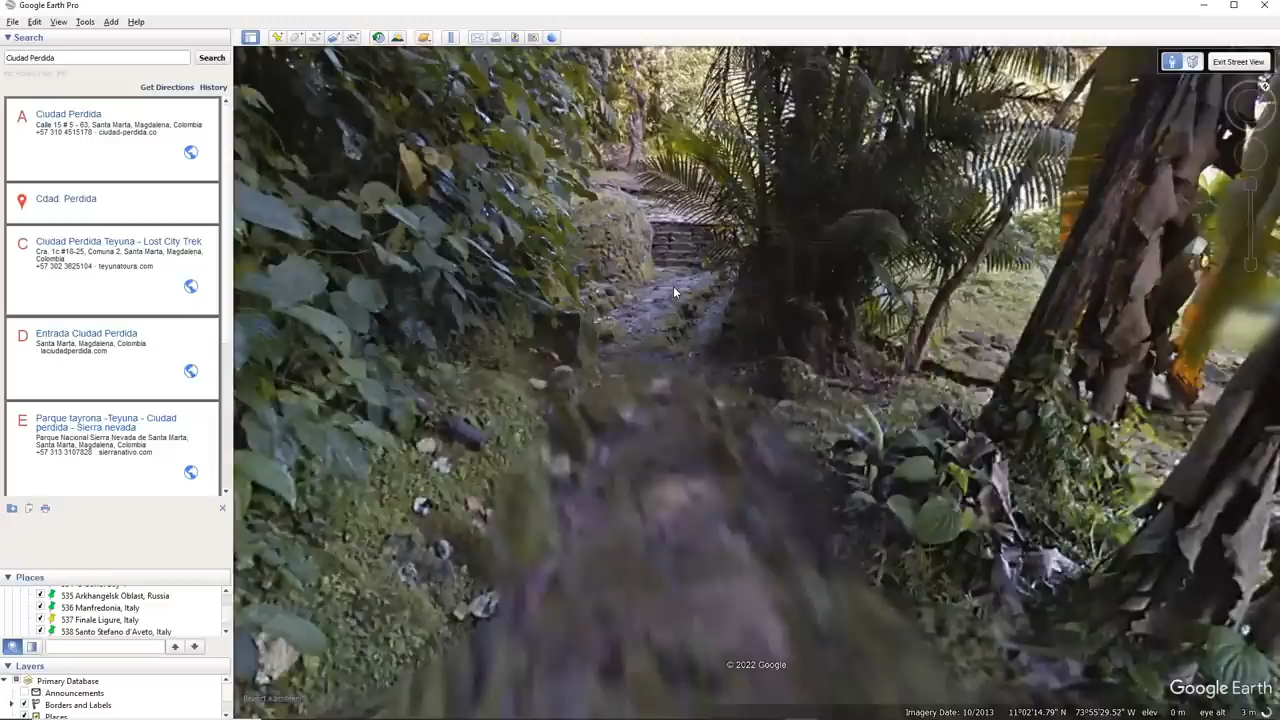 Google Earth Pro
File Edit View Tools Add Help
Search
Ciudad Perdida
Search
Get Directions History
A Ciudad Perdida
Calle 15 # 5 - 63, Santa Marta, Magdalena, Colombia
+57 310 4515178 · ciudad-perdida.co
Cdad. Perdida
C Ciudad Perdida Teyuna - Lost City Trek
Cra. 1c #18-25, Comuna 2, Santa Marta, Magdalena,
Colombia
+57 302 3625104 · teyunatours.com
D Entrada Ciudad Perdida
Santa Marta, Magdalena, Colombia
· laciudadperdida.com
E Parque tayrona -Teyuna - Ciudad
perdida - Sierra nevada
Parque Nacional Sierra Nevada de Santa Marta,
Santa Marta, Magdalena, Colombia
+57 313 3107828 · sierranativo.com
Places
535 Arkhangelsk Oblast, Russia
536 Manfredonia, Italy
537 Finale Ligure, Italy
538 Santo Stefano d'Aveto, Italy
Layers
Primary Database
Announcements
Borders and Labels
Places
Exit Street View
© 2022 Google
Report a problem
Google Earth
Imagery Date: 10/2013 11°02'14.79" N 73°55'29.52" W elev 0 m eye alt 3 m